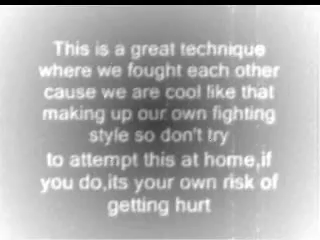 This is a great technique
where we fought each other
cause we are cool like that
making up our own fighting
style so don't try
to attempt this at home,if
you do,its your own risk of
getting hurt